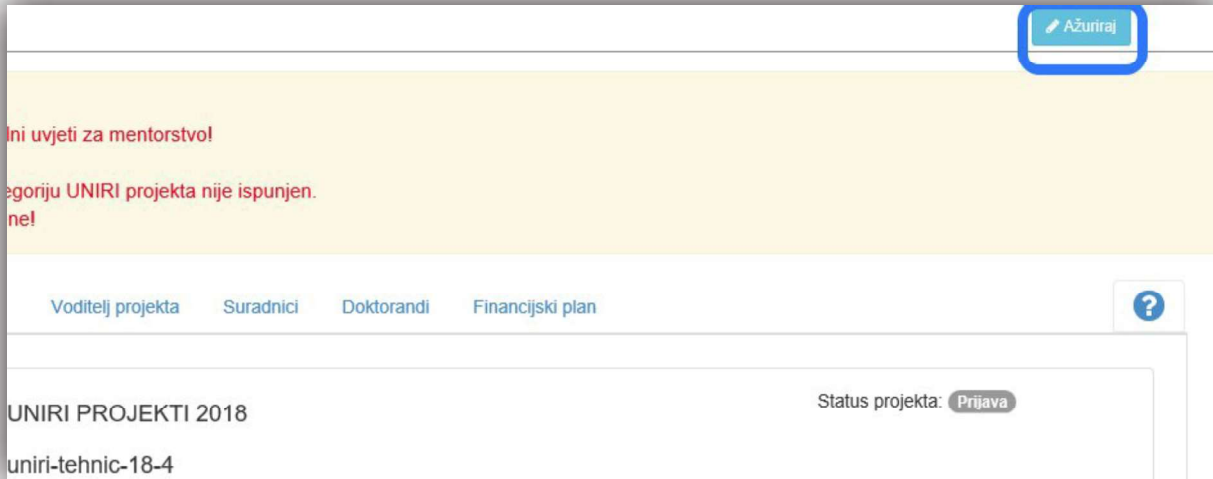 Ažuriraj
lni uvjeti za mentorstvo!
egoriju UNIRI projekta nije ispunjen.
ne!
Voditelj projekta Suradnici Doktorandi Financijski plan ?
UNIRI PROJEKTI 2018 Status projekta: Prijava
uniri-tehnic-18-4